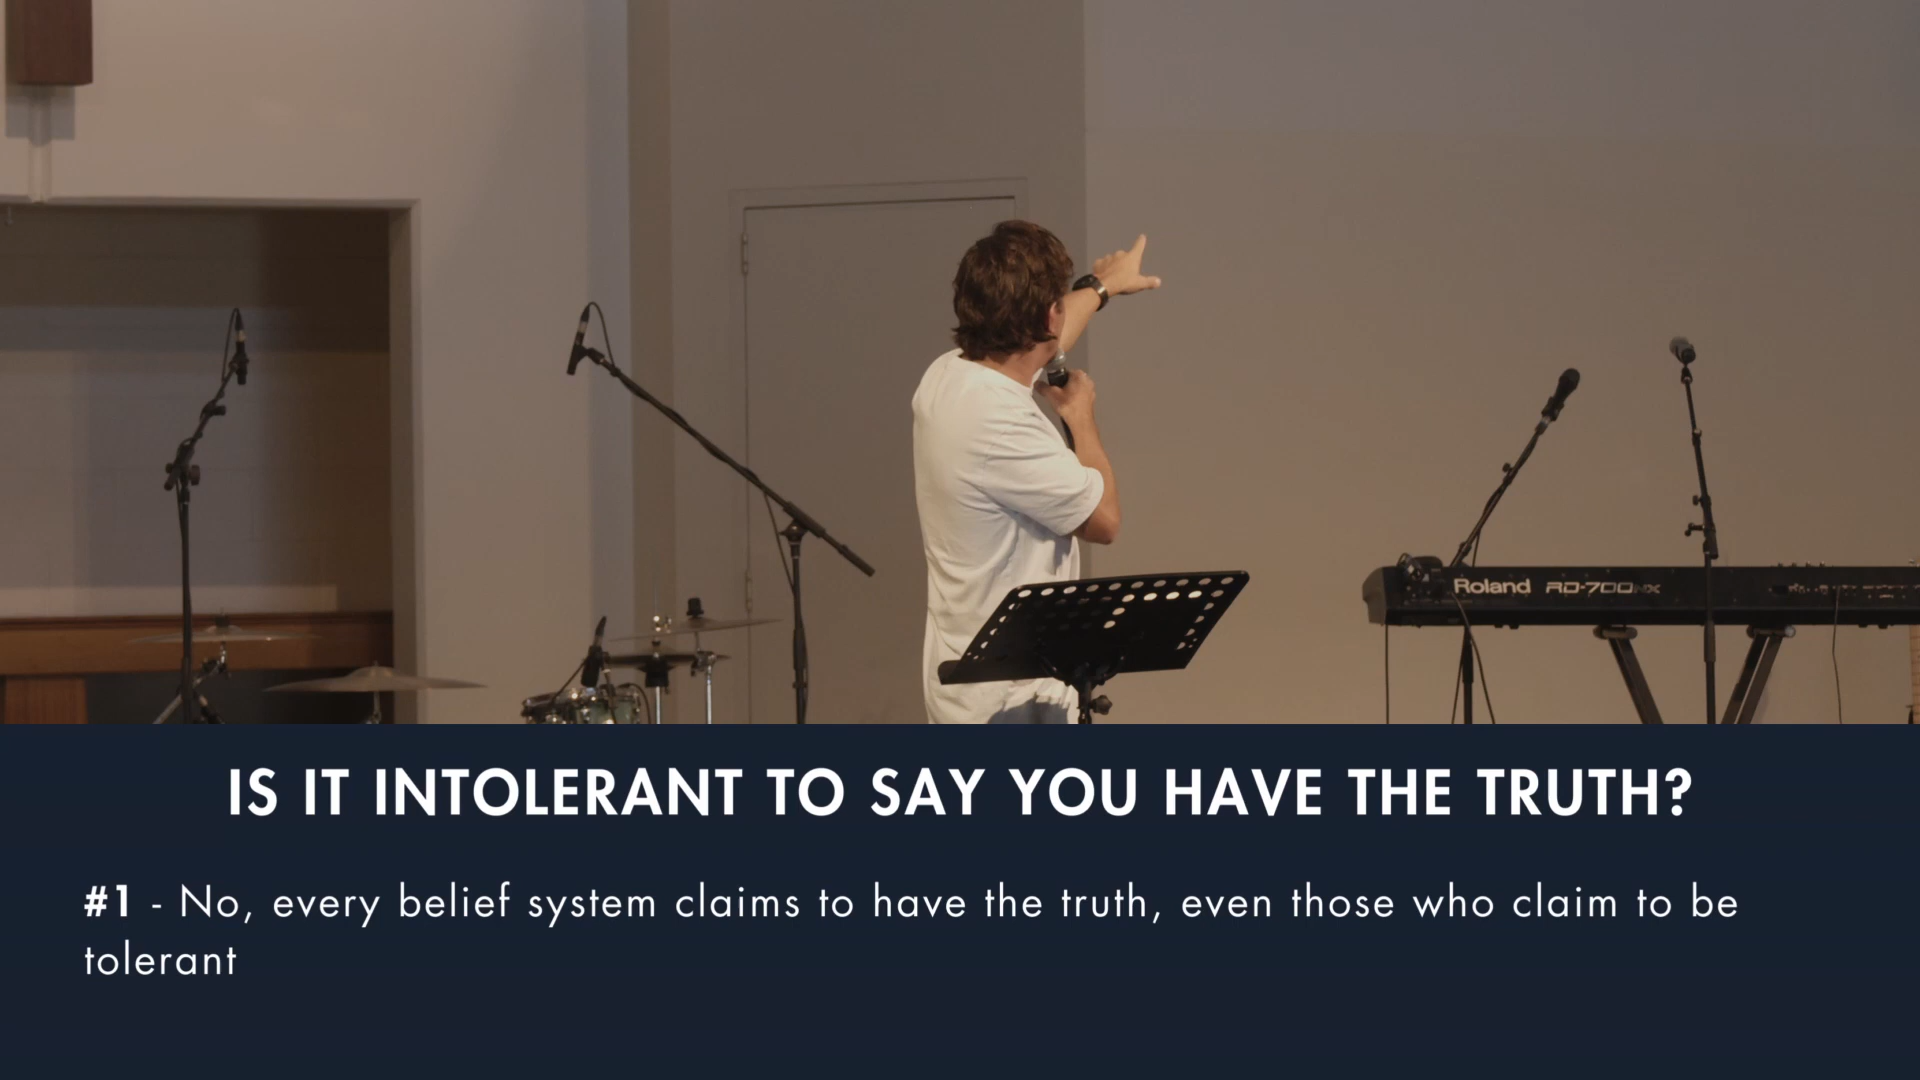 Roland RD-700NX
IS IT INTOLERANT TO SAY YOU HAVE THE TRUTH?
#1 - No, every belief system claims to have the truth, even those who claim to be
tolerant